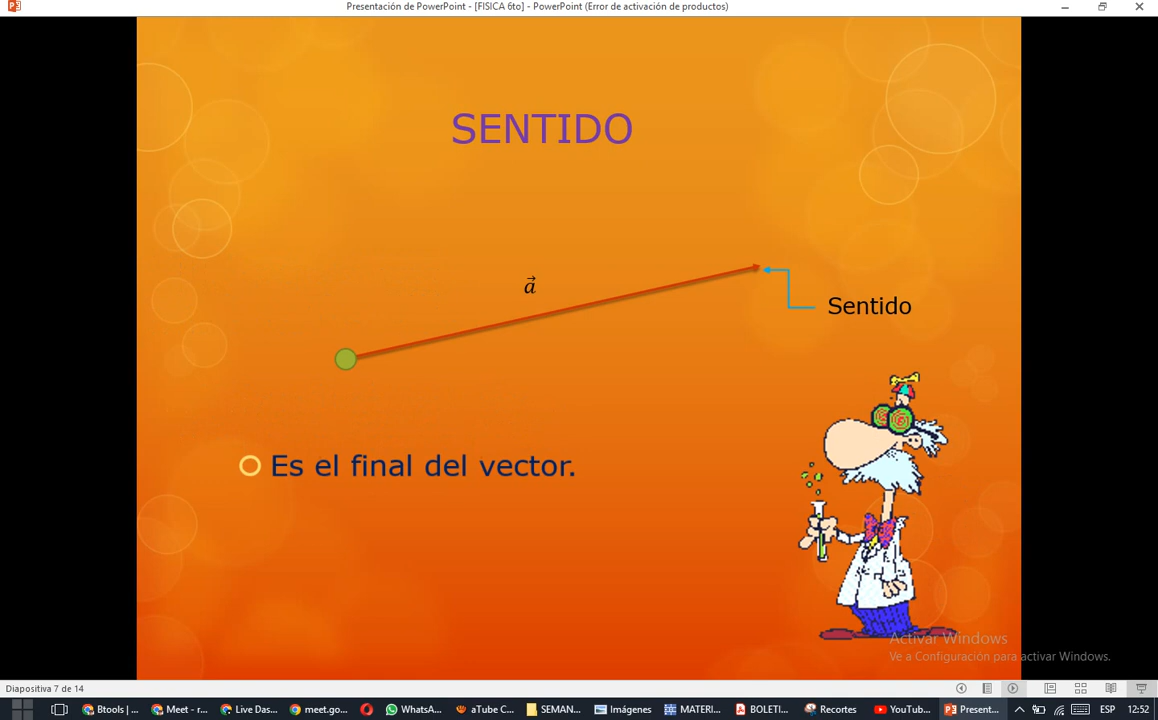 Presentación de PowerPoint - [FISICA 6to] - PowerPoint (Error de activación de productos)
SENTIDO
a⃗
Sentido
Es el final del vector.
Activar Windows
Ve a Configuración para activar Windows.
Diapositiva 7 de 14
Btools | ...
Meet - r...
Live Das...
meet.go...
WhatsA...
aTube C...
SEMAN...
Imágenes
MATERI...
BOLETI...
Recortes
YouTub...
Present...
ESP
12:52